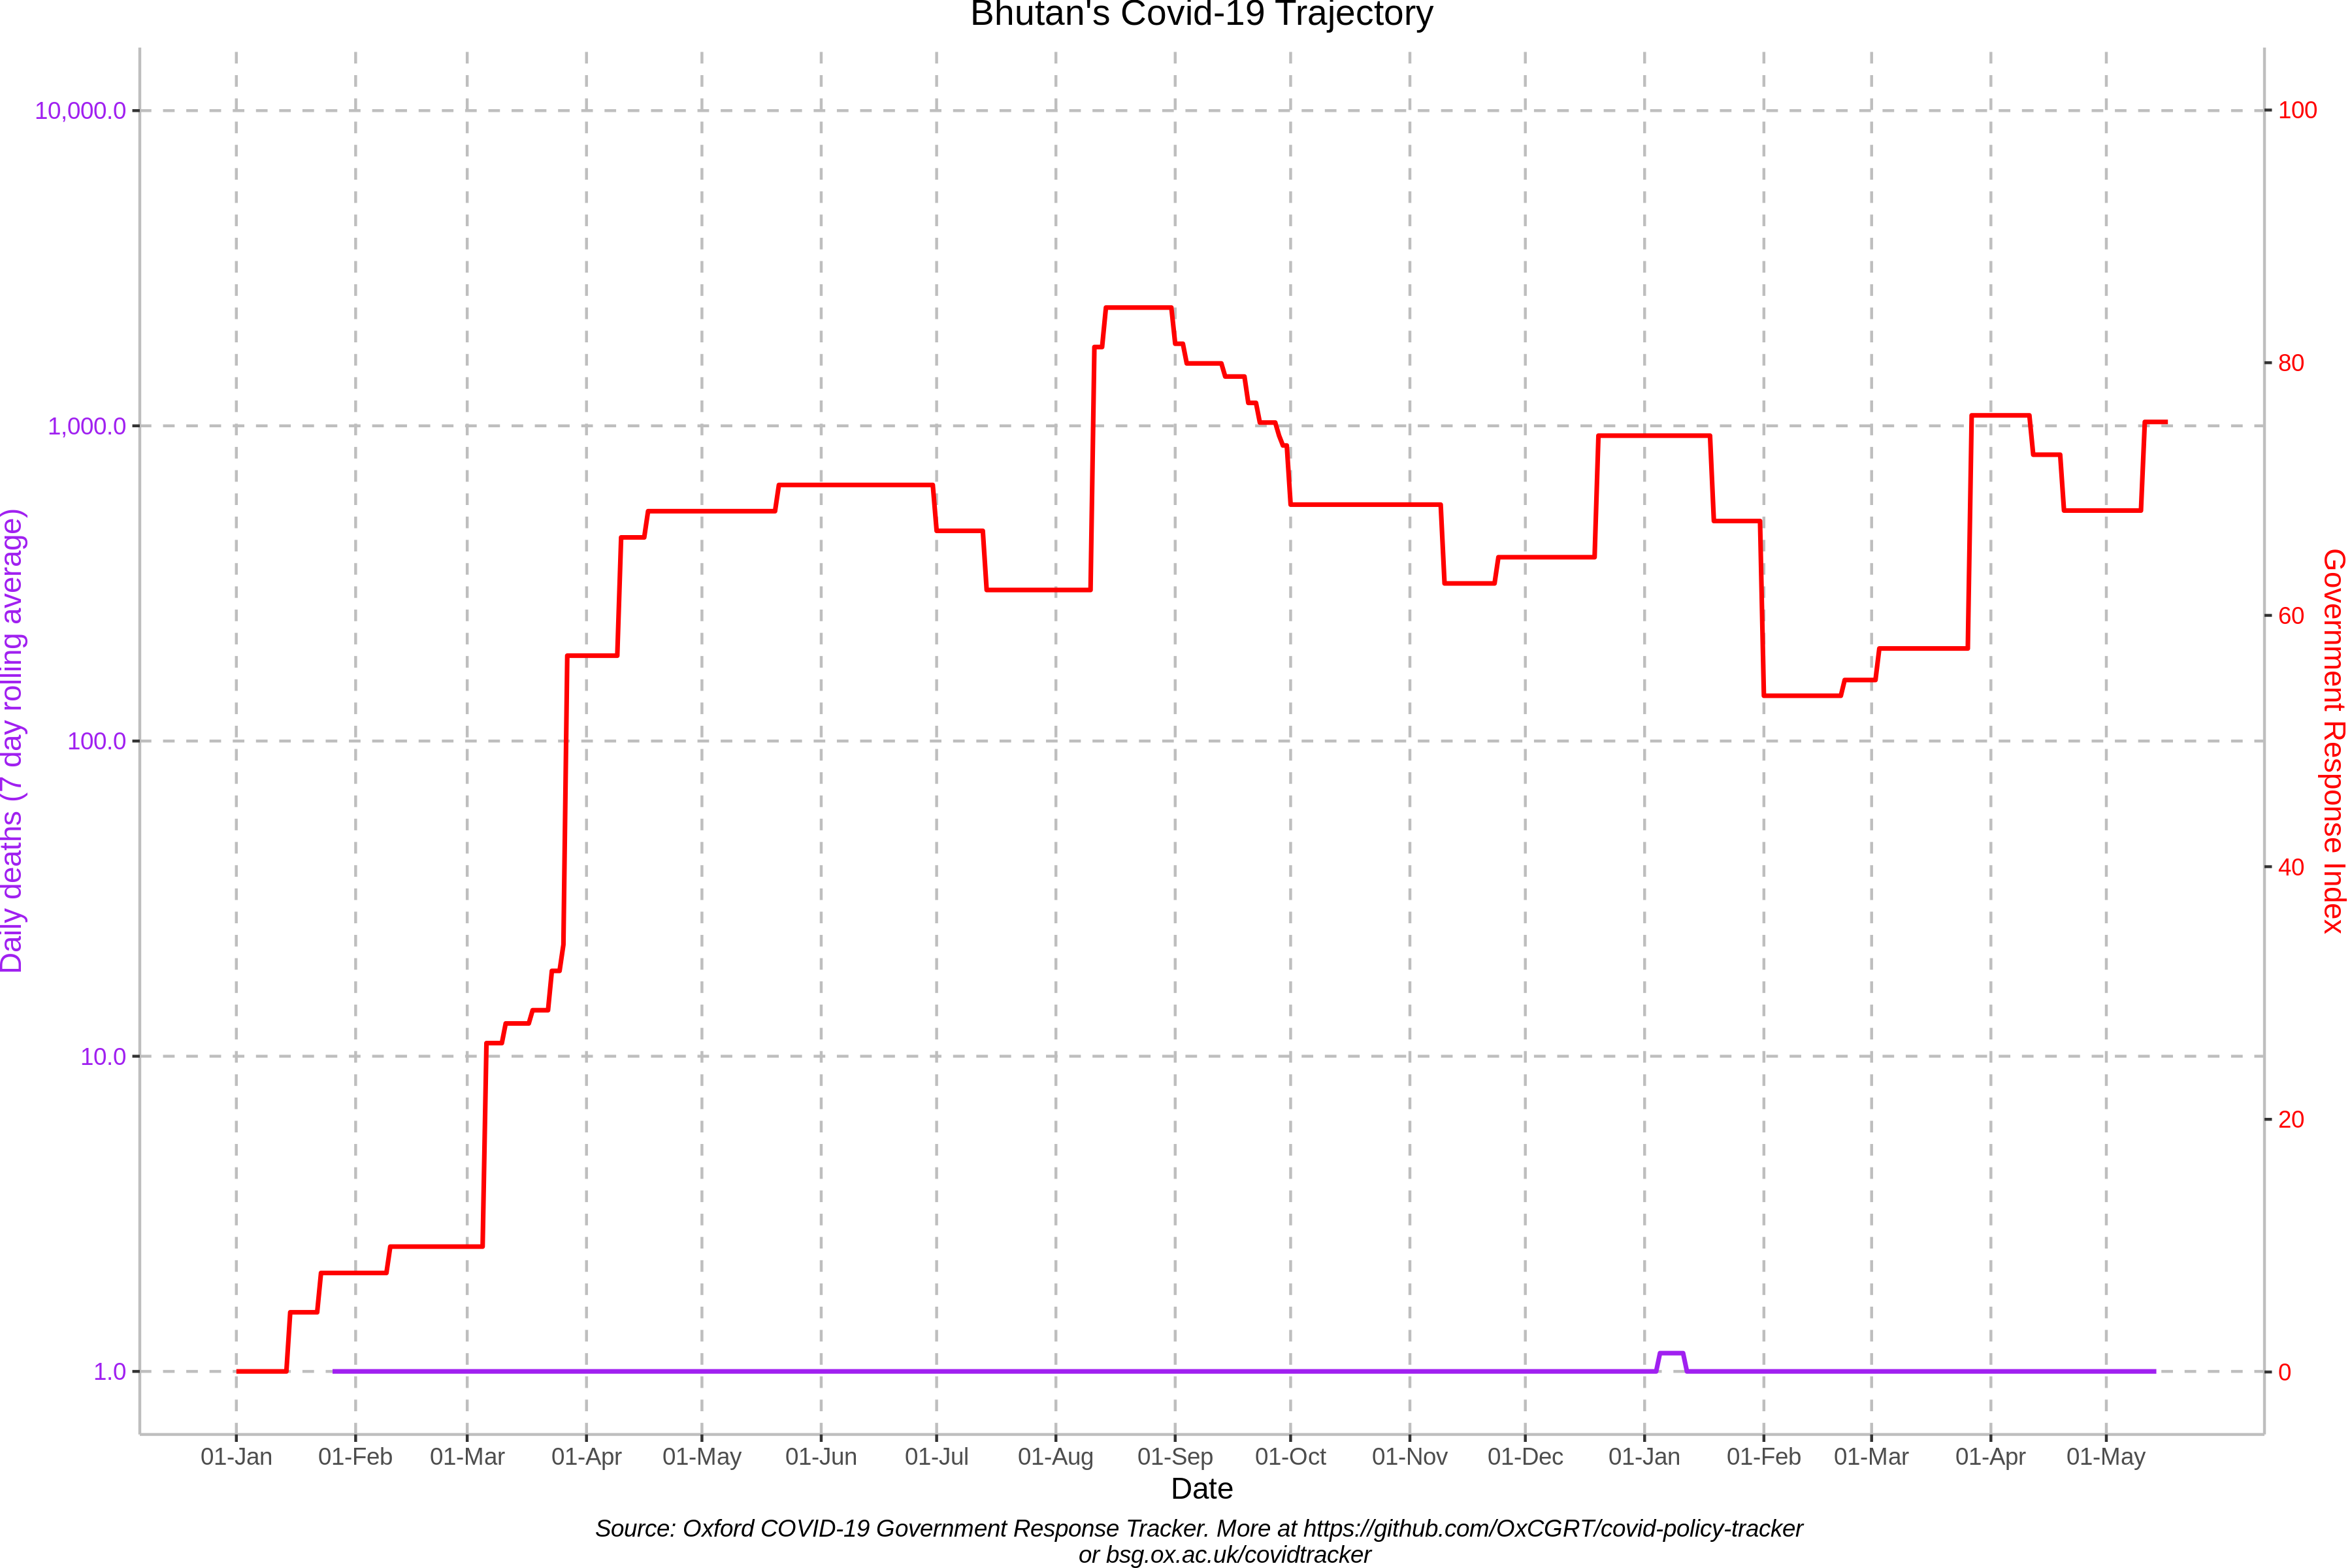 Bhutan's Covid-19 Trajectory
10,000.0
1,000.0
100.0
10.0
1.0
Daily deaths (7 day rolling average)
100
80
60
40
20
0
Government Response Index
01-Jan 01-Feb 01-Mar 01-Apr 01-May 01-Jun 01-Jul 01-Aug 01-Sep 01-Oct 01-Nov 01-Dec 01-Jan 01-Feb 01-Mar 01-Apr 01-May
Date
Source: Oxford COVID-19 Government Response Tracker. More at https://github.com/OxCGRT/covid-policy-tracker
or bsg.ox.ac.uk/covidtracker